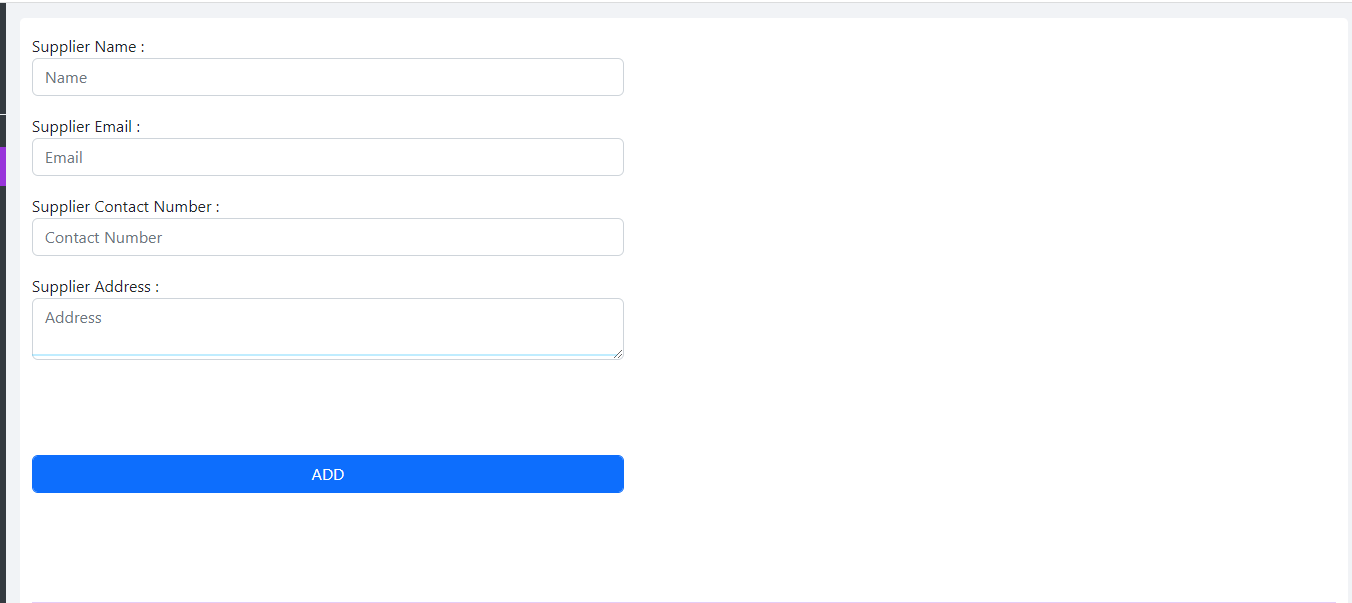 Supplier Name :
Name
Supplier Email :
Email
Supplier Contact Number :
Contact Number
Supplier Address :
Address
ADD